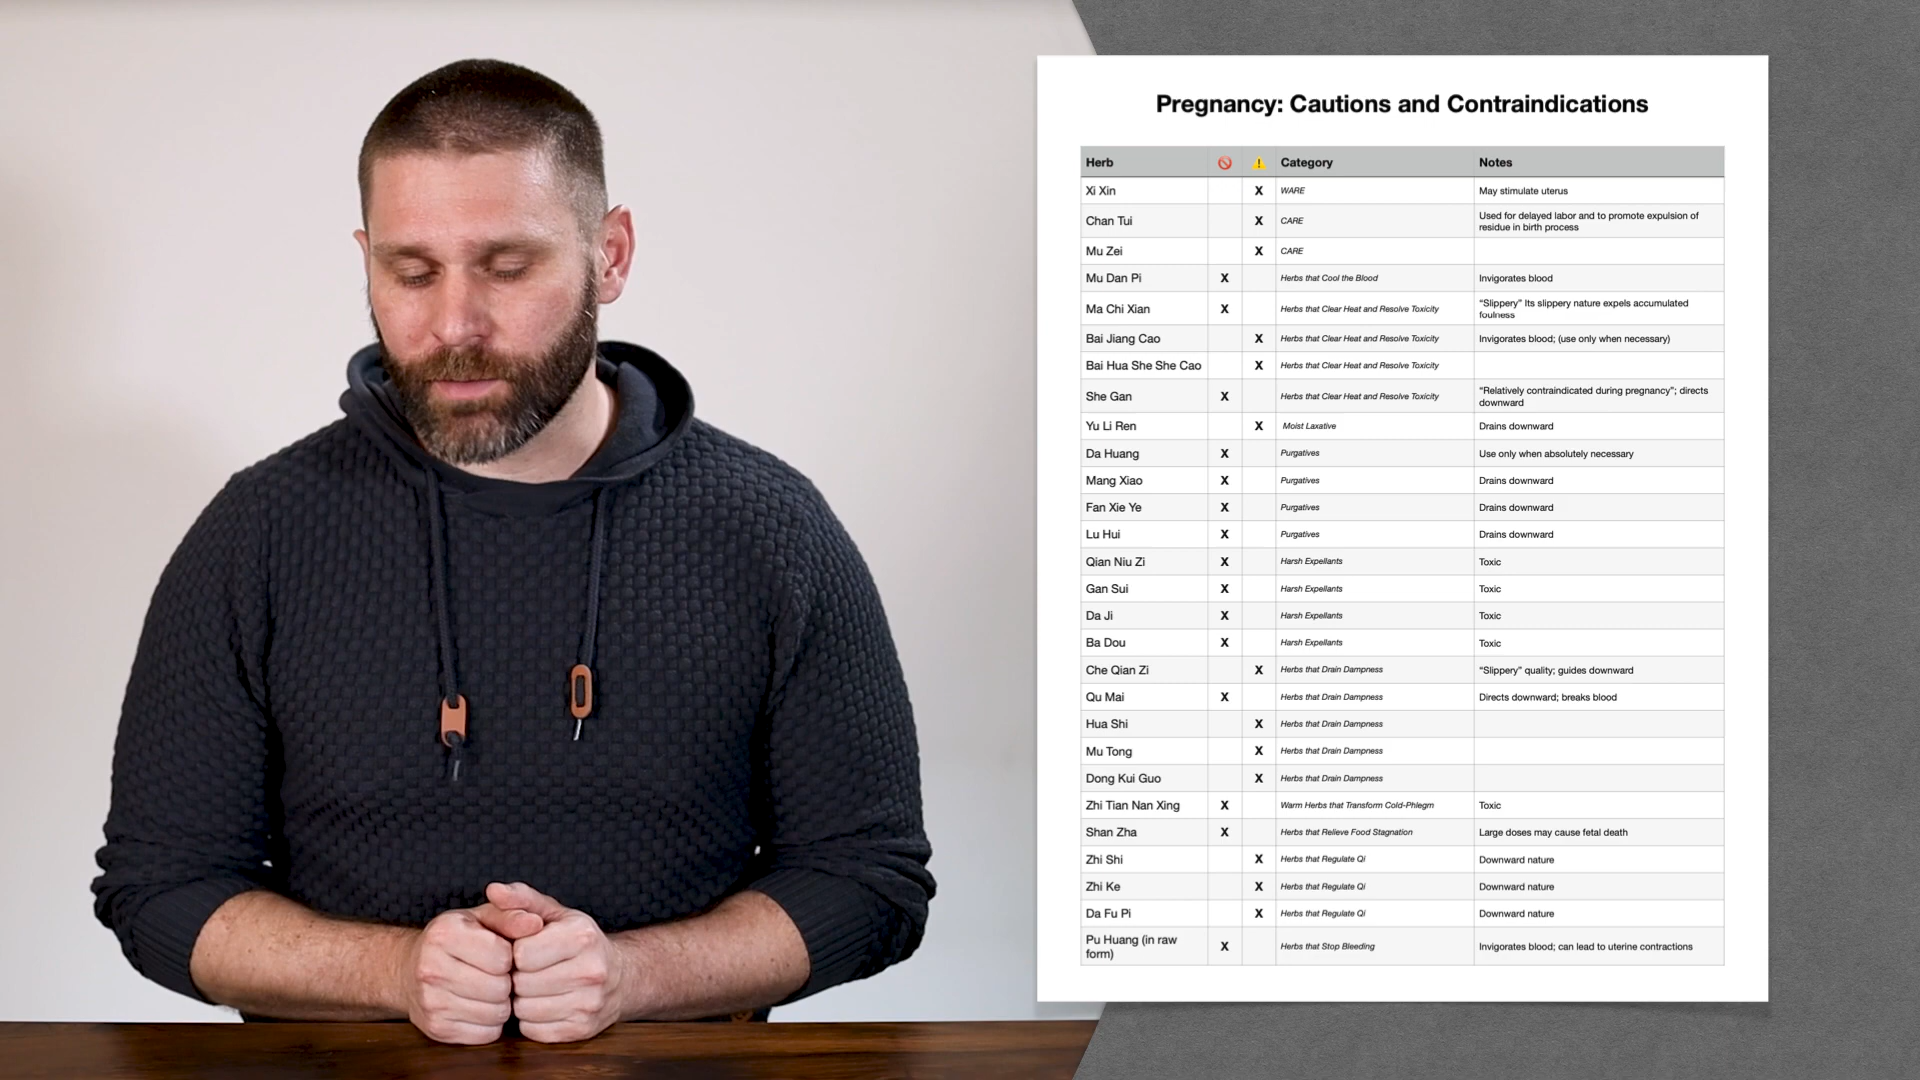 Pregnancy: Cautions and Contraindications
Herb 🚫 ⚠️ Category Notes
Xi Xin X WARE May stimulate uterus
Chan Tui X CARE Used for delayed labor and to promote expulsion of
residue in birth process
Mu Zei X CARE
Mu Dan Pi X Herbs that Cool the Blood Invigorates blood
Ma Chi Xian X Herbs that Clear Heat and Resolve Toxicity “Slippery” Its slippery nature expels accumulated
foulness
Bai Jiang Cao X Herbs that Clear Heat and Resolve Toxicity Invigorates blood; (use only when necessary)
Bai Hua She She Cao X Herbs that Clear Heat and Resolve Toxicity
She Gan X Herbs that Clear Heat and Resolve Toxicity “Relatively contraindicated during pregnancy”; directs
downward
Yu Li Ren X Moist Laxative Drains downward
Da Huang X Purgatives Use only when absolutely necessary
Mang Xiao X Purgatives Drains downward
Fan Xie Ye X Purgatives Drains downward
Lu Hui X Purgatives Drains downward
Qian Niu Zi X Harsh Expellants Toxic
Gan Sui X Harsh Expellants Toxic
Da Ji X Harsh Expellants Toxic
Ba Dou X Harsh Expellants Toxic
Che Qian Zi X Herbs that Drain Dampness “Slippery” quality; guides downward
Qu Mai X Herbs that Drain Dampness Directs downward; breaks blood
Hua Shi X Herbs that Drain Dampness
Mu Tong X Herbs that Drain Dampness
Dong Kui Guo X Herbs that Drain Dampness
Zhi Tian Nan Xing X Warm Herbs that Transform Cold-Phlegm Toxic
Shan Zha X Herbs that Relieve Food Stagnation Large doses may cause fetal death
Zhi Shi X Herbs that Regulate Qi Downward nature
Zhi Ke X Herbs that Regulate Qi Downward nature
Da Fu Pi X Herbs that Regulate Qi Downward nature
Pu Huang (in raw
form) X Herbs that Stop Bleeding Invigorates blood; can lead to uterine contractions